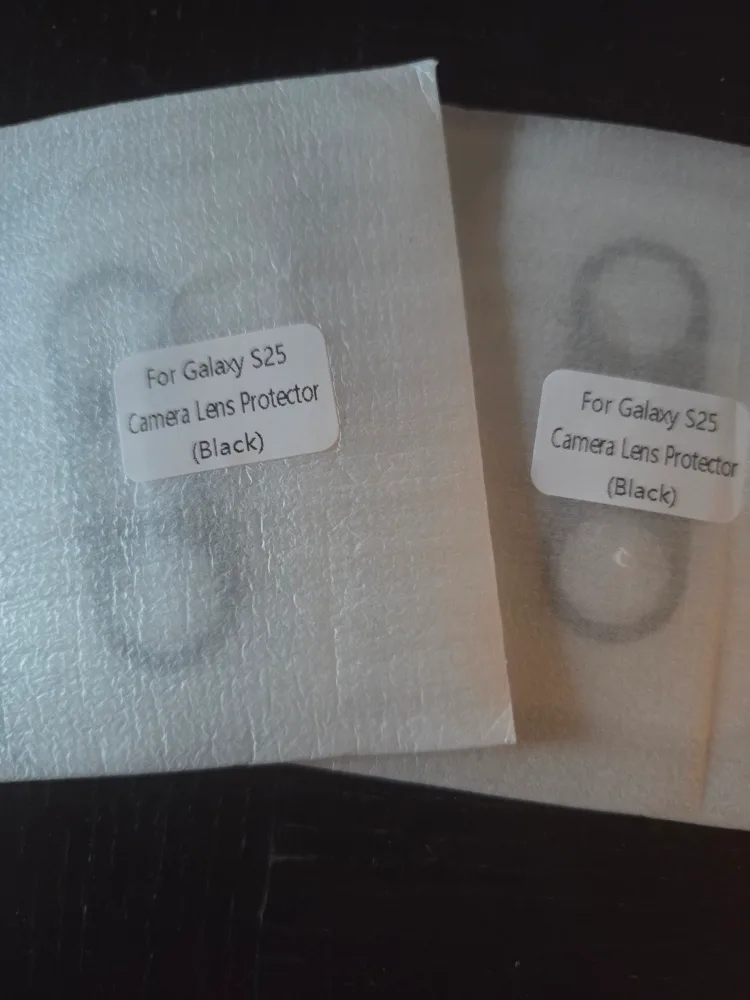 For Galaxy S25
Camera Lens Protector
(Black)
For Galaxy S25
Camera Lens Protector
(Black)